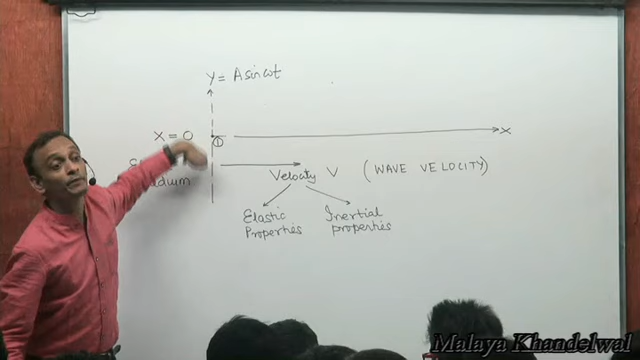 y = A sin ωt
X = 0
①
x
Velocity V (WAVE VELOCITY)
Elastic Inertial
Properties properties
Malaya Khandelwal